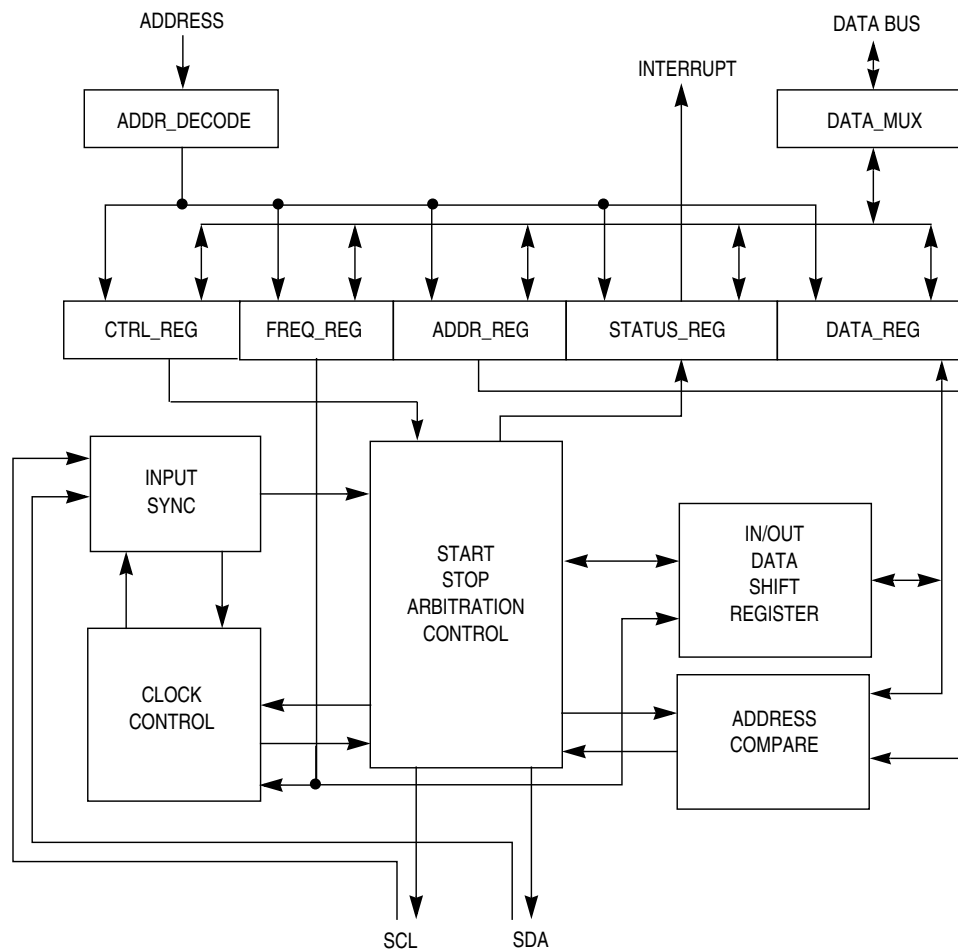 ADDRESS
DATA BUS
INTERRUPT
ADDR_DECODE
DATA_MUX
CTRL_REG
FREQ_REG
ADDR_REG
STATUS_REG
DATA_REG
INPUT
SYNC
START
STOP
ARBITRATION
CONTROL
IN/OUT
DATA
SHIFT
REGISTER
CLOCK
CONTROL
ADDRESS
COMPARE
SCL
SDA